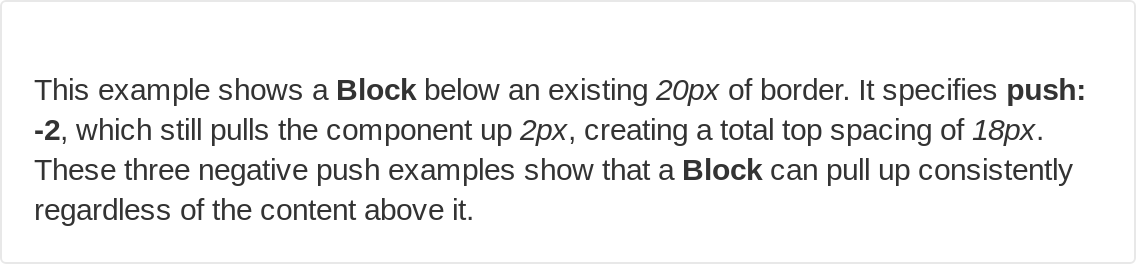 This example shows a Block below an existing 20px of border. It specifies push:
-2, which still pulls the component up 2px, creating a total top spacing of 18px.
These three negative push examples show that a Block can pull up consistently
regardless of the content above it.